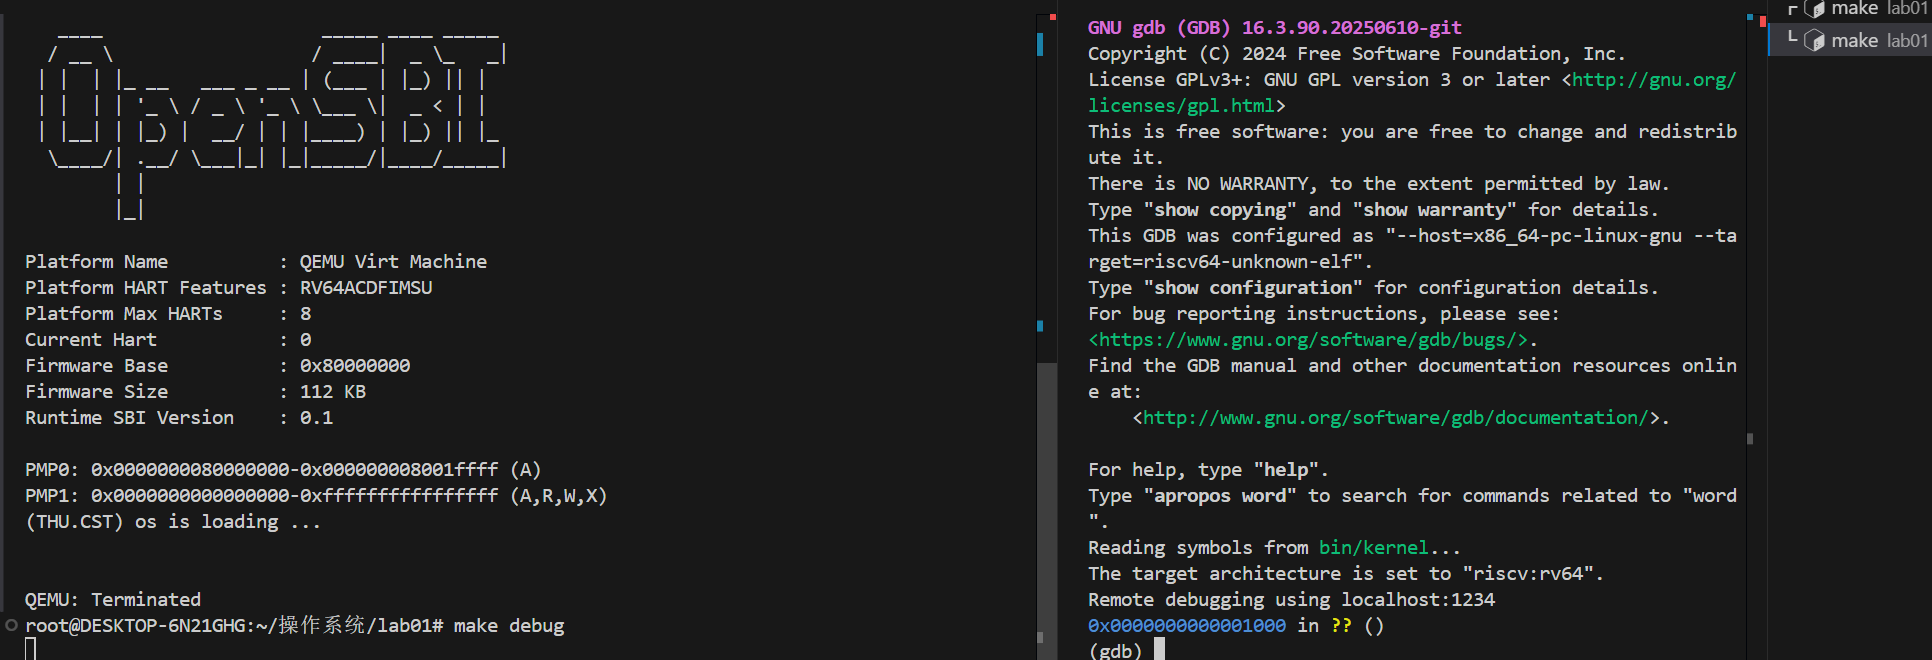 ____                    _____ ____ _____
  / __ \                  / ____|  _ \_   _|
 | |  | |_ __   ___ _ __ | (___ | |_) || |
 | |  | | '_ \ / _ \ '_ \ \___ \|  _ < | |
 | |__| | |_) |  __/ | | |____) | |_) || |_
  \____/| .__/ \___|_| |_|_____/|____/_____|
        | |
        |_|
Platform Name          : QEMU Virt Machine
Platform HART Features : RV64ACDFIMSU
Platform Max HARTs     : 8
Current Hart           : 0
Firmware Base          : 0x80000000
Firmware Size          : 112 KB
Runtime SBI Version    : 0.1
PMP0: 0x0000000080000000-0x000000008001ffff (A)
PMP1: 0x0000000000000000-0xffffffffffffffff (A,R,W,X)
(THU.CST) os is loading ...
QEMU: Terminated
root@DESKTOP-6N21GHG:~/操作系统/lab01# make debug
GNU gdb (GDB) 16.3.90.20250610-git
Copyright (C) 2024 Free Software Foundation, Inc.
License GPLv3+: GNU GPL version 3 or later <http://gnu.org/
licenses/gpl.html>
This is free software: you are free to change and redistrib
ute it.
There is NO WARRANTY, to the extent permitted by law.
Type "show copying" and "show warranty" for details.
This GDB was configured as "--host=x86_64-pc-linux-gnu --ta
rget=riscv64-unknown-elf".
Type "show configuration" for configuration details.
For bug reporting instructions, please see:
<https://www.gnu.org/software/gdb/bugs/>.
Find the GDB manual and other documentation resources onlin
e at:
    <http://www.gnu.org/software/gdb/documentation/>.
For help, type "help".
Type "apropos word" to search for commands related to "word
".
Reading symbols from bin/kernel...
The target architecture is set to "riscv:rv64".
Remote debugging using localhost:1234
0x0000000000001000 in ?? ()
(gdb)
make lab01
make lab01